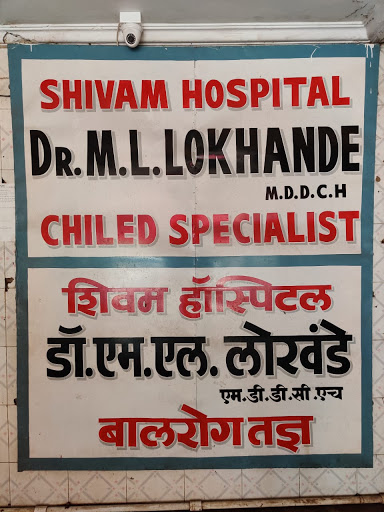 SHIVAM HOSPITAL
DR. M. L. LOKHANDE
M.D.D.C.H
CHILED SPECIALIST
शिवम हॉस्पिटल
डॉ. एम. एल. लोखंडे
एम. डी. डी. सी. एच
बालरोग तज्ञ